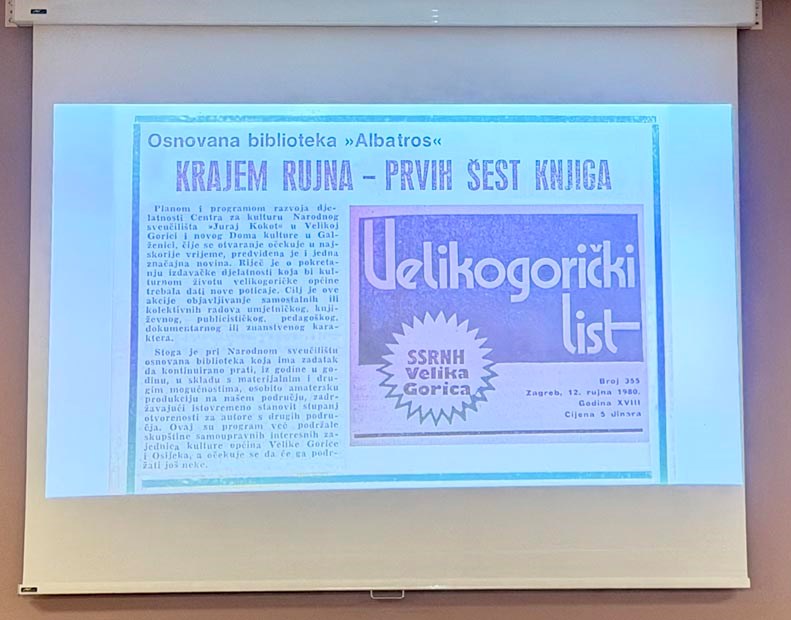 Osnovana biblioteka »Albatros«
KRAJEM RUJNA – PRVIH ŠEST KNJIGA
Planom i programom razvoja dje-
latnosti Centra za kulturu Narodnog
sveučilišta »Juraj Kokot« u Velikoj
Gorici i novog Doma kulture u Gal-
ženici, čije se otvaranje očekuje u naj-
skorije vrijeme, predviđena je i jedna
značajna novina. Riječ je o pokreta-
nju izdavačke djelatnosti koja bi kul-
turnom životu velikogoričke općine
trebala dati nove poticaje. Cilj je ove
akcije objavljivanje samostalnih ili
kolektivnih radova umjetničkog, knji-
ževnog, publicističkog, pedagoškog,
dokumentarnog ili znanstvenog kara-
ktera.
Stoga je pri Narodnom sveučilištu
osnovana biblioteka koja ima zadatak
da kontinuirano prati, iz godine u go-
dinu, u skladu s materijalnim i dru-
gim mogućnostima, osobito amatersku
produkciju na našem području, zadr-
žavajući istovremeno stanovit stupanj
otvorenosti za autore s drugih podru-
čja. Ovaj su program već podržale
skupštine samoupravnih interesnih za-
jednica kulture općina Velike Gorice
i Osijeka, a očekuje se da će ga podr-
žati još neke.
Velikogorički
list
SSRNH
Velika
Gorica
Broj 355
Zagreb, 12. rujna 1980.
Godina XVIII
Cijena 5 dinara